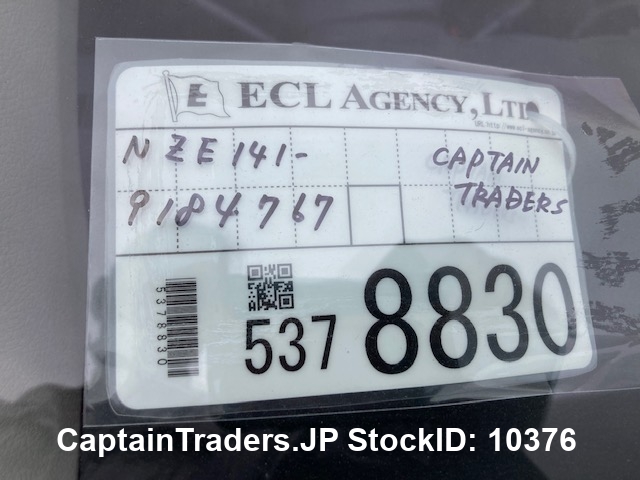 E ECL AGENCY, LTD.
NZE141-
9184767
CAPTAIN
TRADERS
5378830
537 8830
CaptainTraders.JP StockID: 10376